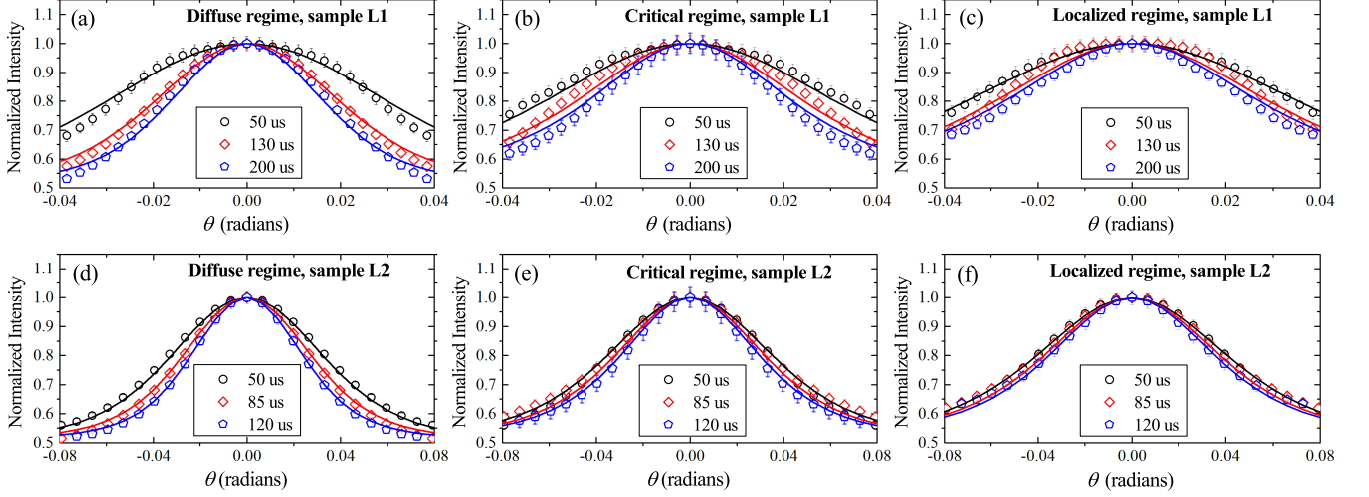 (a) Diffuse regime, sample L1
1.1
1.0
0.9
0.8
0.7
0.6
0.5
Normalized Intensity
50 us
130 us
200 us
-0.04 -0.02 0.00 0.02 0.04
θ (radians)
(b) Critical regime, sample L1
1.1
1.0
0.9
0.8
0.7
0.6
0.5
Normalized Intensity
50 us
130 us
200 us
-0.04 -0.02 0.00 0.02 0.04
θ (radians)
(c) Localized regime, sample L1
1.1
1.0
0.9
0.8
0.7
0.6
0.5
Normalized Intensity
50 us
130 us
200 us
-0.04 -0.02 0.00 0.02 0.04
θ (radians)
(d) Diffuse regime, sample L2
1.1
1.0
0.9
0.8
0.7
0.6
0.5
Normalized Intensity
50 us
85 us
120 us
-0.08 -0.04 0.00 0.04 0.08
θ (radians)
(e) Critical regime, sample L2
1.1
1.0
0.9
0.8
0.7
0.6
0.5
Normalized Intensity
50 us
85 us
120 us
-0.08 -0.04 0.00 0.04 0.08
θ (radians)
(f) Localized regime, sample L2
1.1
1.0
0.9
0.8
0.7
0.6
0.5
Normalized Intensity
50 us
85 us
120 us
-0.08 -0.04 0.00 0.04 0.08
θ (radians)